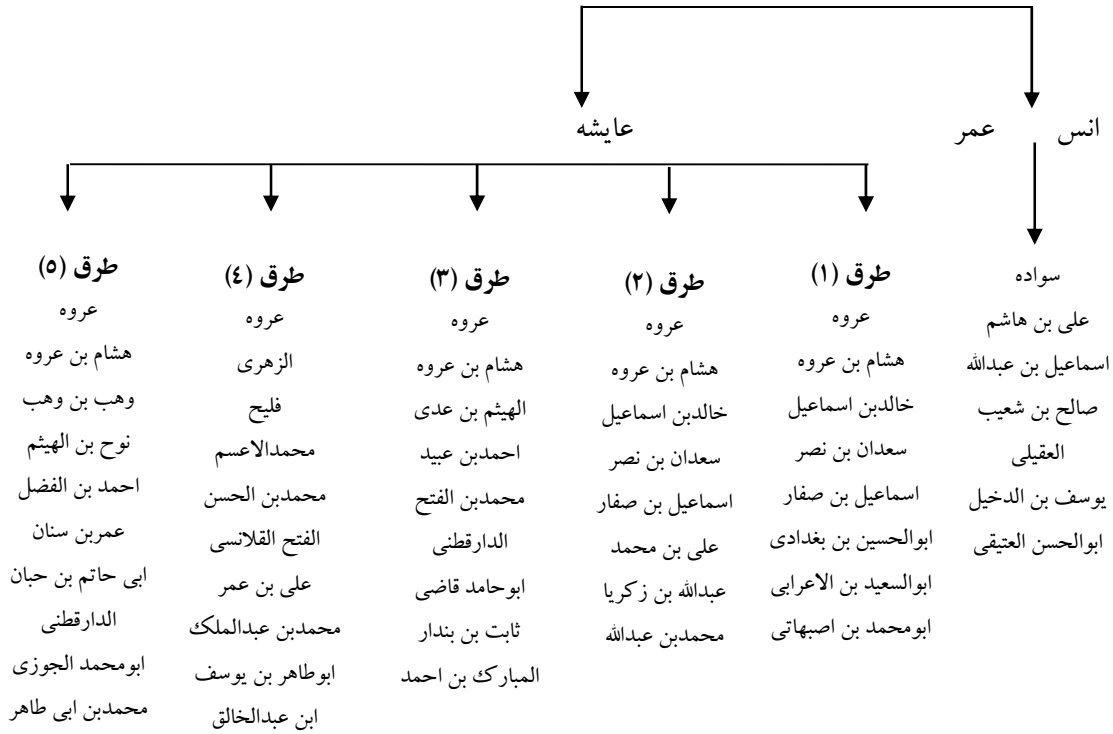 انس
عمر
عایشه
سواده
علی بن هاشم
اسماعیل بن عبدالله
صالح بن شعیب
العقیلی
یوسف بن الدخیل
ابوالحسن العتیقی
طرق (۱)
عروه
هشام بن عروه
خالدبن اسماعیل
سعدان بن نصر
اسماعیل بن صفار
ابوالحسین بن بغدادی
ابوالسعید بن الاعرابی
ابومحمد بن اصبهاتی
طرق (۲)
عروه
هشام بن عروه
خالدبن اسماعیل
سعدان بن نصر
اسماعیل بن صفار
علی بن محمد
عبدالله بن زکریا
محمدبن عبدالله
طرق (۳)
عروه
هشام بن عروه
الهیثم بن عدی
احمدبن عبید
محمدبن الفتح
الدارقطنی
ابوحامد قاضی
ثابت بن بندار
المبارک بن احمد
طرق (٤)
عروه
الزهری
فلیح
محمدالاعسم
محمدبن الحسن
الفتح القلانسی
علی بن عمر
محمدبن عبدالملک
ابوطاهر بن یوسف
ابن عبدالخالق
طرق (٥)
عروه
هشام بن عروه
وهب بن وهب
نوح بن الهیثم
احمد بن الفضل
عمربن سنان
ابی حاتم بن حبان
الدارقطنی
ابومحمد الجوزی
محمدبن ابی طاهر